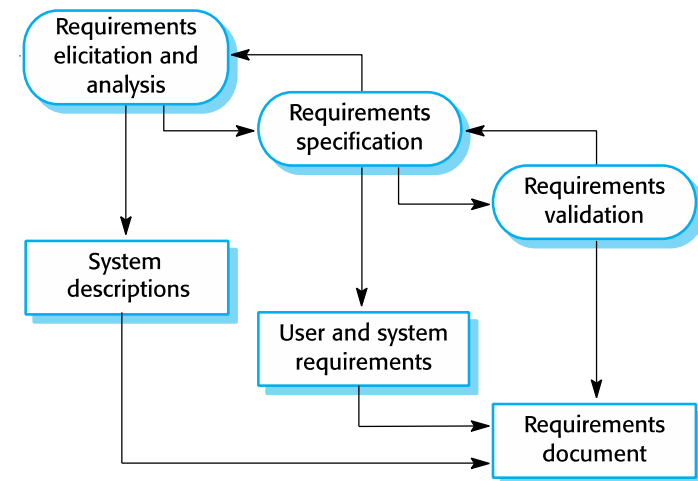 Requirements
elicitation and
analysis
Requirements
specification
Requirements
validation
System
descriptions
User and system
requirements
Requirements
document